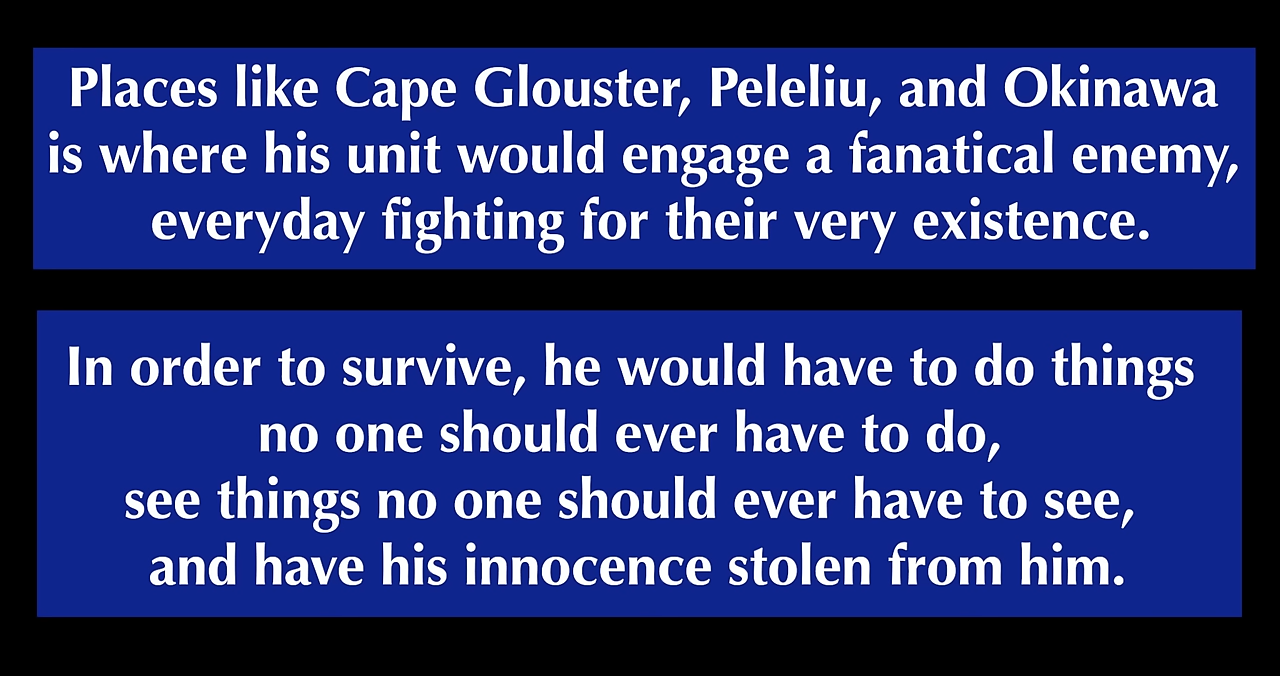 Places like Cape Glouster, Peleliu, and Okinawa
is where his unit would engage a fanatical enemy,
everyday fighting for their very existence.
In order to survive, he would have to do things
no one should ever have to do,
see things no one should ever have to see,
and have his innocence stolen from him.